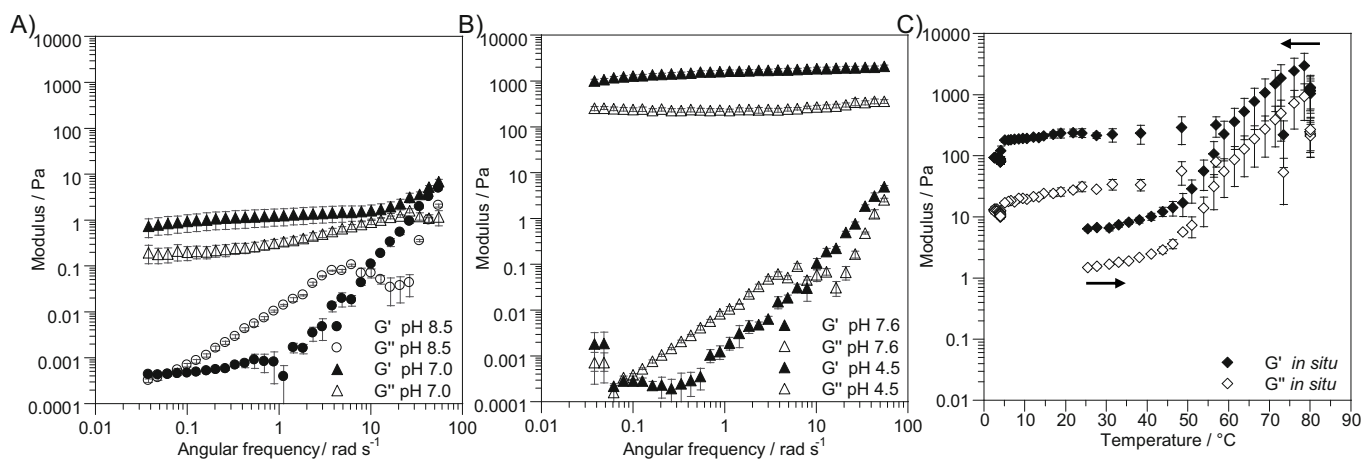 A)
10000
1000
100
10
1
0.1
0.01
0.001
0.0001
Modulus / Pa
0.01
0.1
1
10
100
Angular frequency/ rad s⁻¹
G' pH 8.5
G'' pH 8.5
G' pH 7.0
G'' pH 7.0
B)
10000
1000
100
10
1
0.1
0.01
0.001
0.0001
Modulus / Pa
0.01
0.1
1
10
100
Angular frequency/ rad s⁻¹
G' pH 7.6
G'' pH 7.6
G' pH 4.5
G'' pH 4.5
C)
10000
1000
100
10
1
0.1
0.01
Modulus / Pa
0
10
20
30
40
50
60
70
80
90
Temperature / °C
G' in situ
G'' in situ